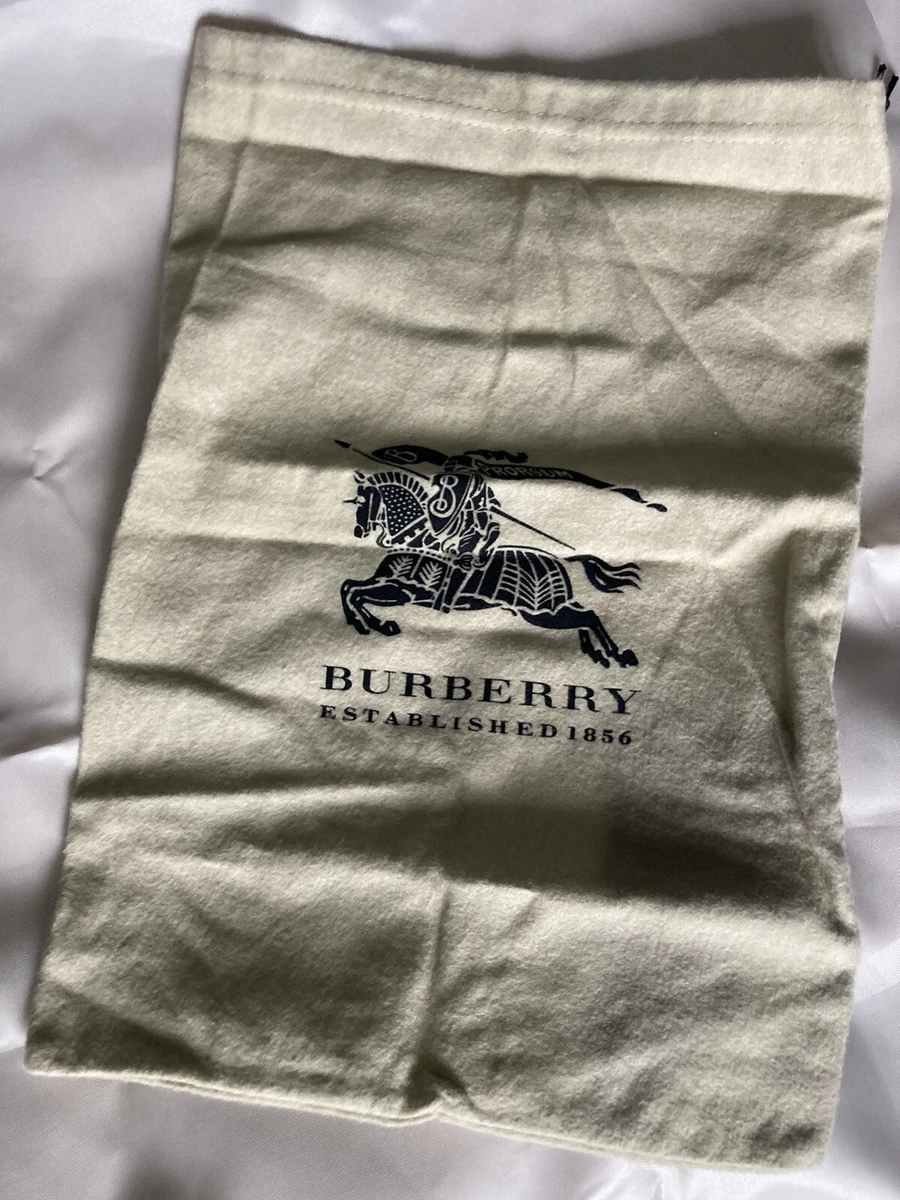 B
PRORSUM
B
BURBERRY
ESTABLISHED 1856